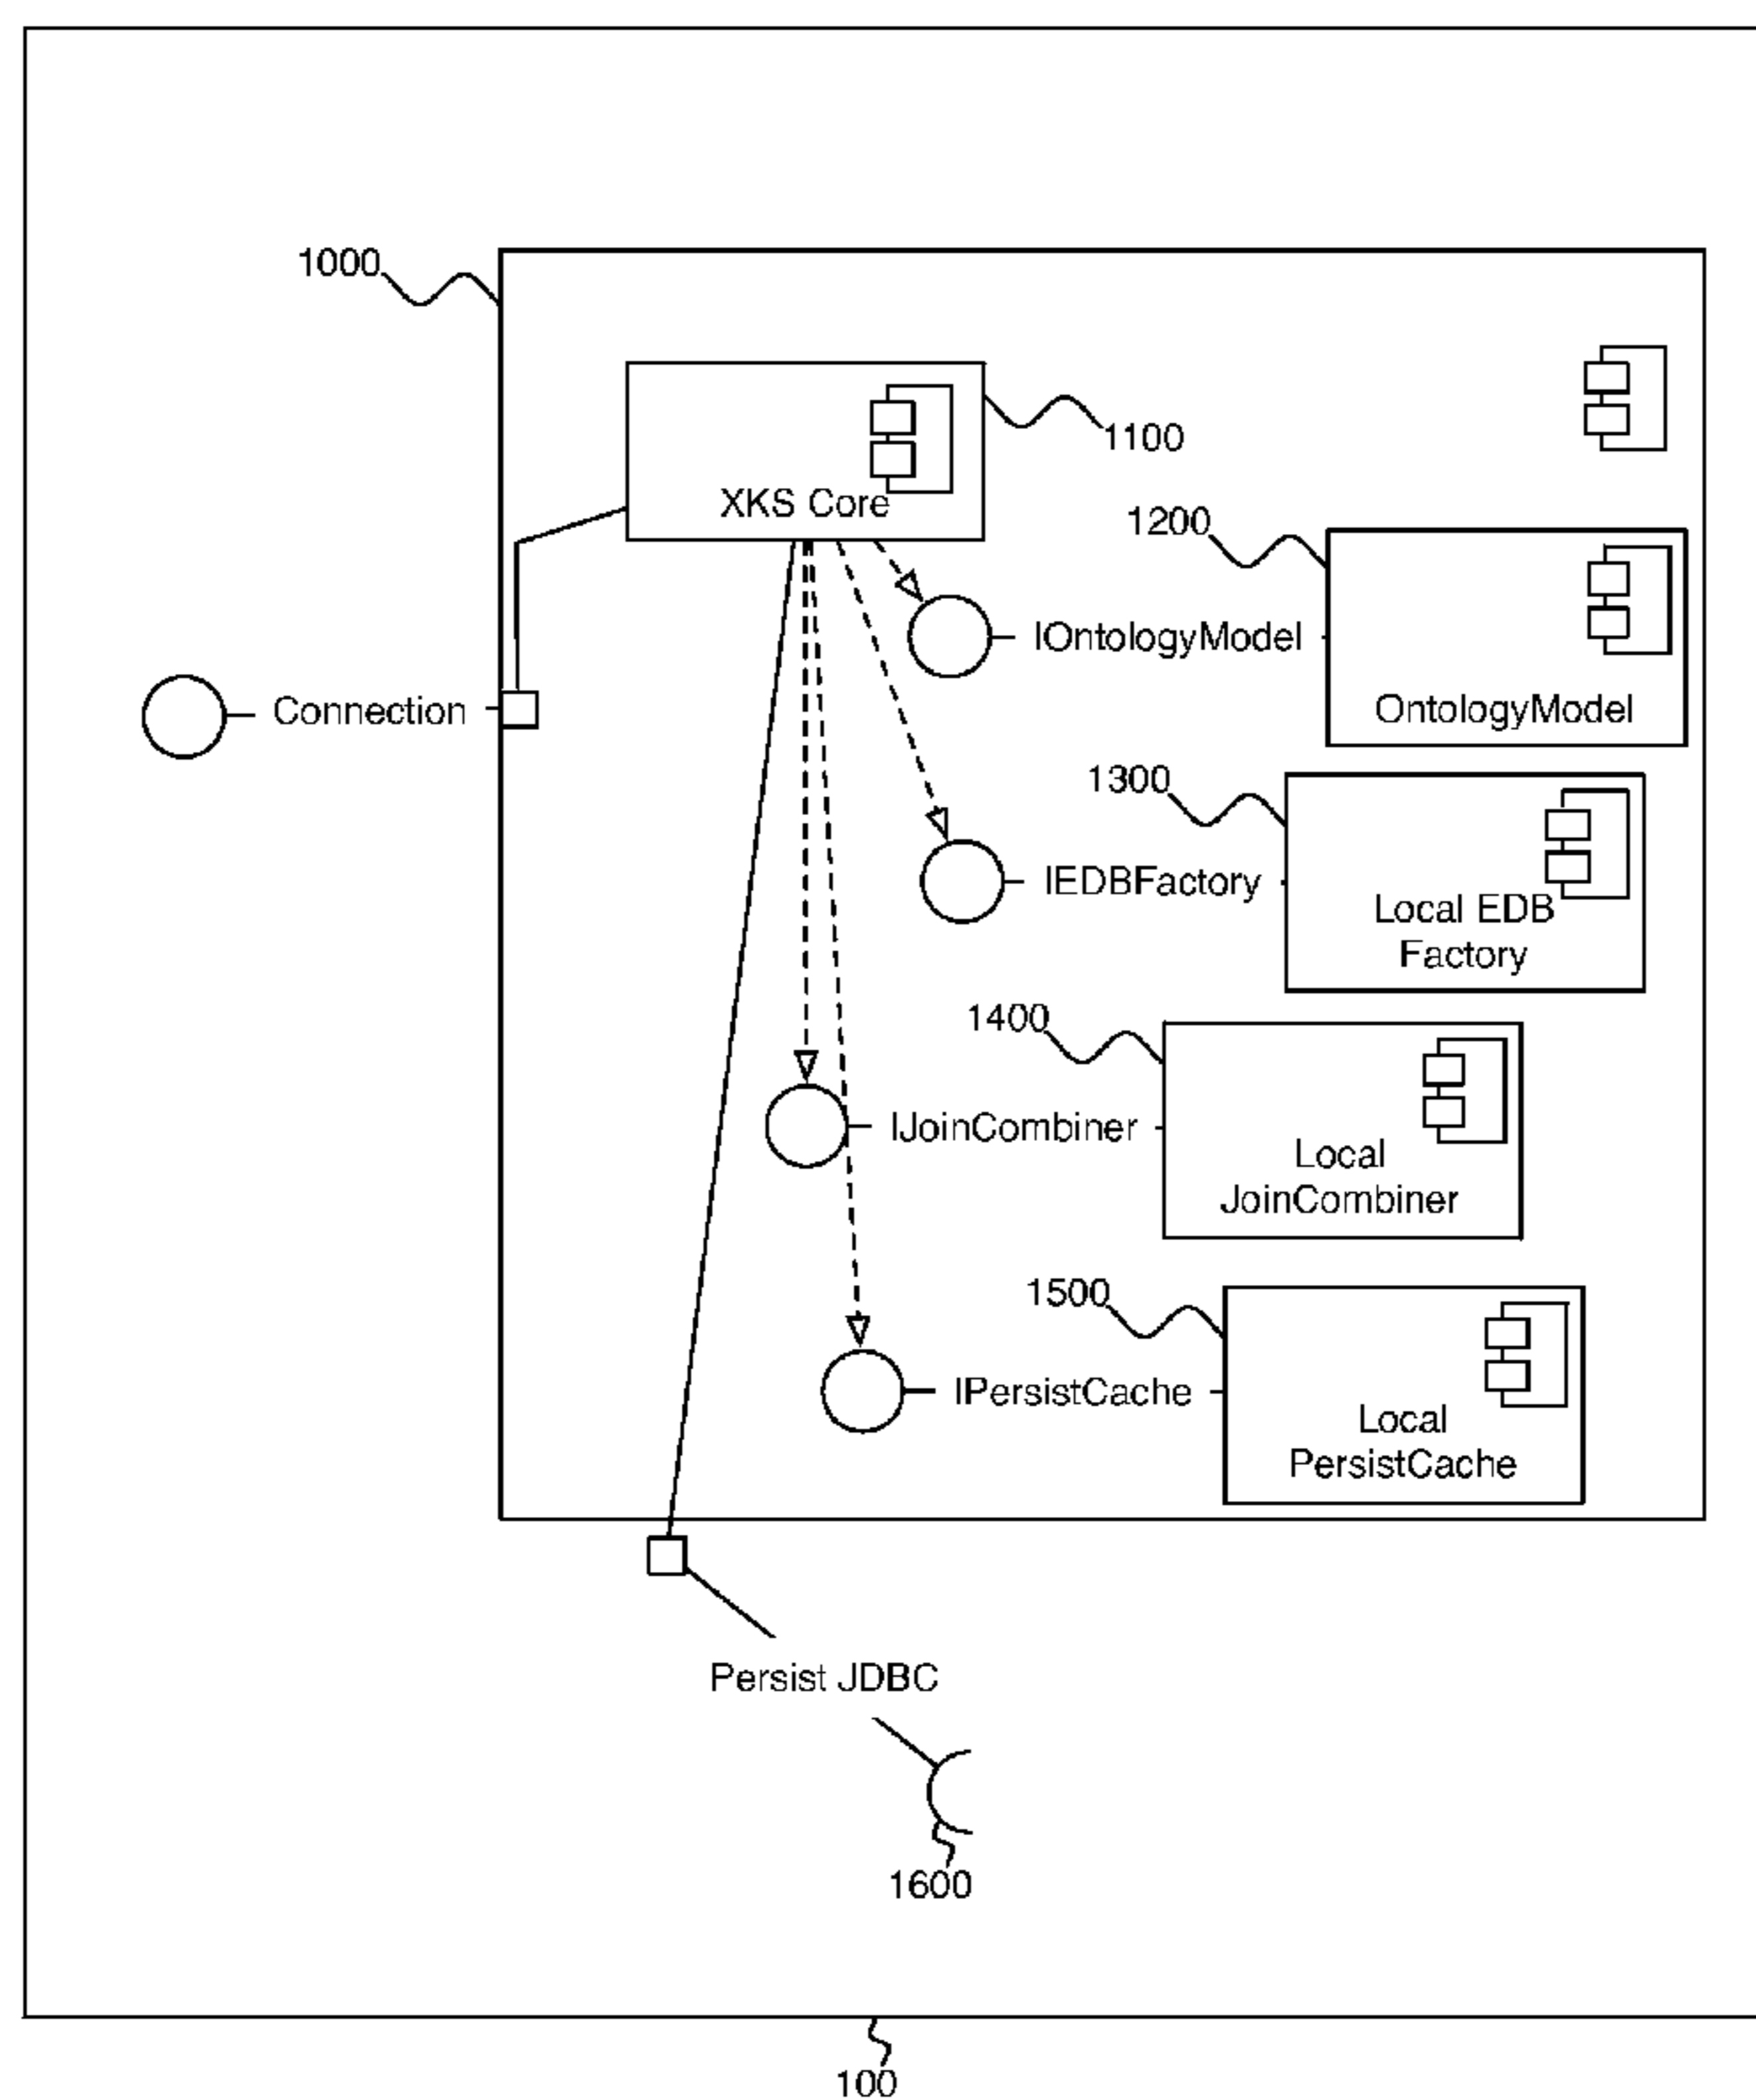 1000
1100
XKS Core
1200
IOntologyModel
OntologyModel
Connection
1300
IEDBFactory
Local EDB
Factory
1400
IJoinCombiner
Local
JoinCombiner
1500
IPersistCache
Local
PersistCache
Persist JDBC
1600
100